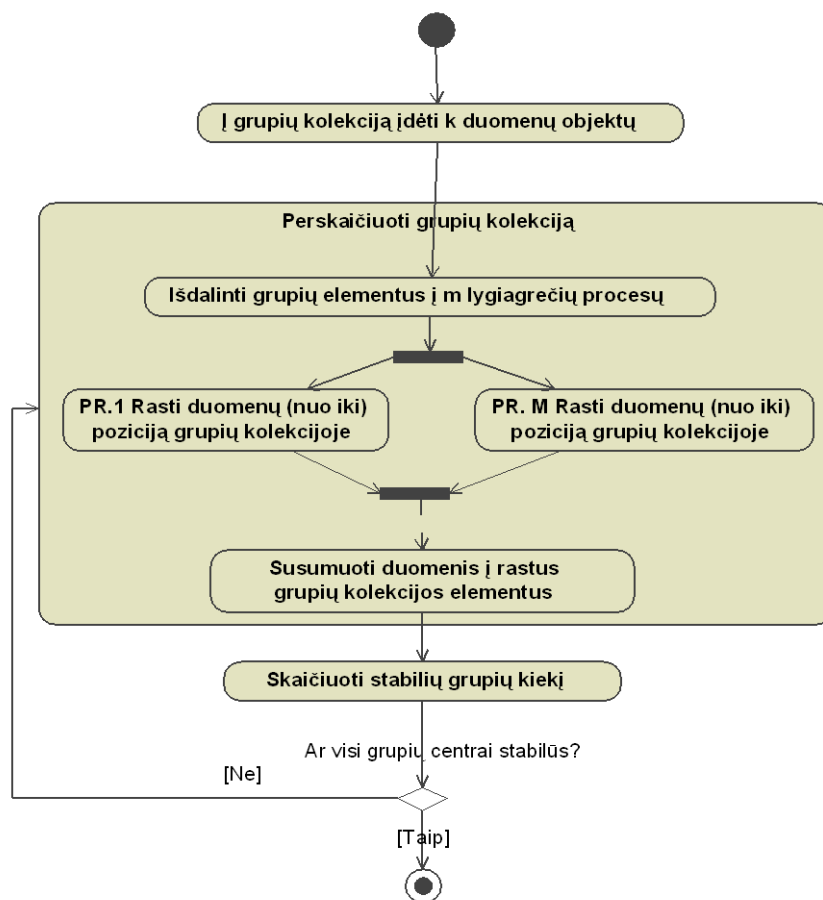 Į grupių kolekciją įdėti k duomenų objektų
Perskaičiuoti grupių kolekciją
Išdalinti grupių elementus į m lygiagrečių procesų
PR.1 Rasti duomenų (nuo iki)
poziciją grupių kolekcijoje
PR. M Rasti duomenų (nuo iki)
poziciją grupių kolekcijoje
Susumuoti duomenis į rastus
grupių kolekcijos elementus
Skaičiuoti stabilių grupių kiekį
Ar visi grupių centrai stabilūs?
[Ne]
[Taip]